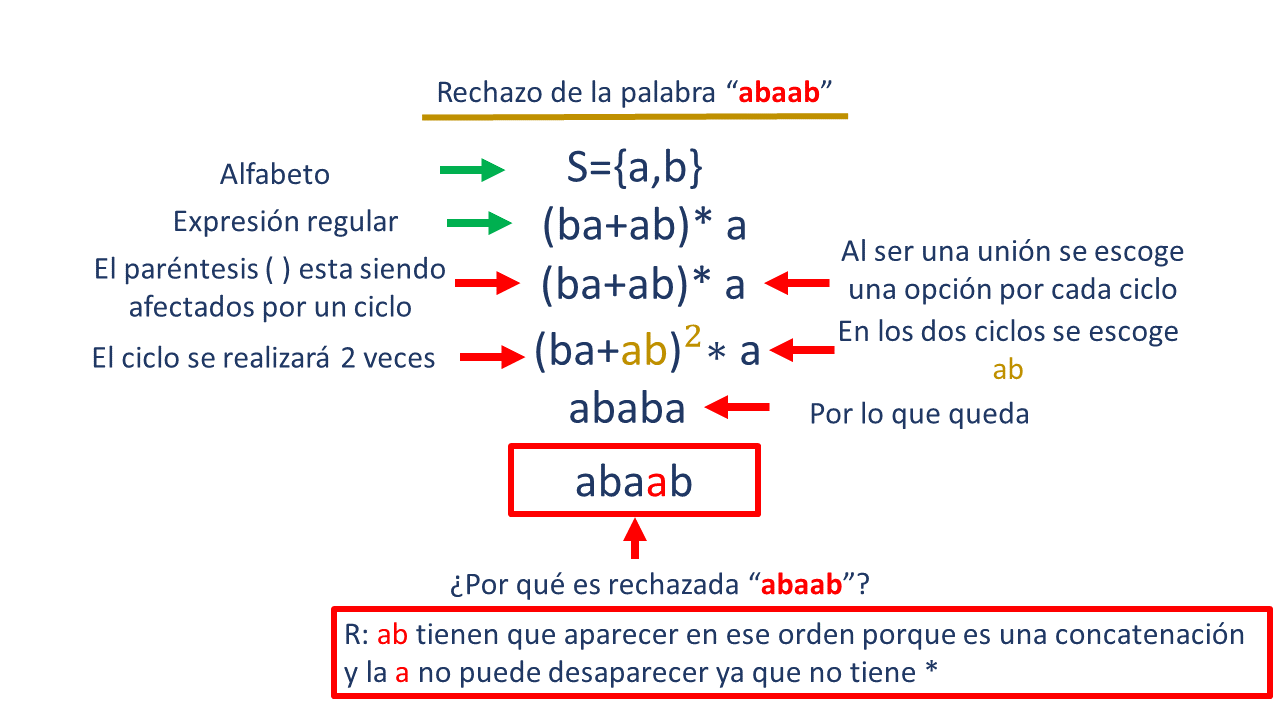 Rechazo de la palabra “abaab”
Alfabeto
S={a,b}
Expresión regular
(ba+ab)* a
El paréntesis ( ) esta siendo
afectados por un ciclo
(ba+ab)* a
Al ser una unión se escoge
una opción por cada ciclo
El ciclo se realizará 2 veces
(ba+ab)²* a
En los dos ciclos se escoge
ab
ababa
Por lo que queda
abaab
¿Por qué es rechazada “abaab”?
R: ab tienen que aparecer en ese orden porque es una concatenación
y la a no puede desaparecer ya que no tiene *